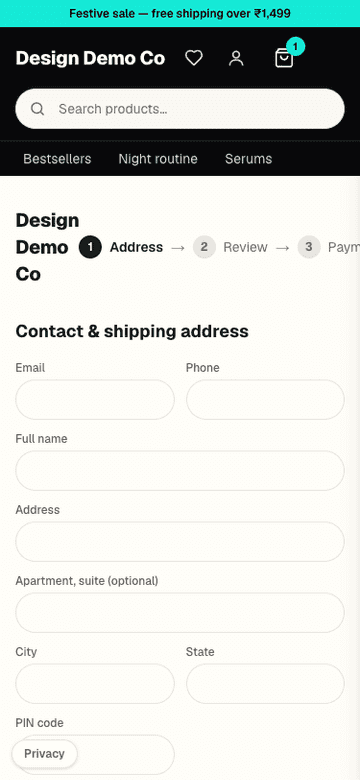 Festive sale — free shipping over ₹1,499
Design Demo Co
1
Search products...
Bestsellers Night routine Serums
Design
Demo
Co
1 Address → 2 Review → 3 Paym
Contact & shipping address
Email Phone
Full name
Address
Apartment, suite (optional)
City State
PIN code
Privacy